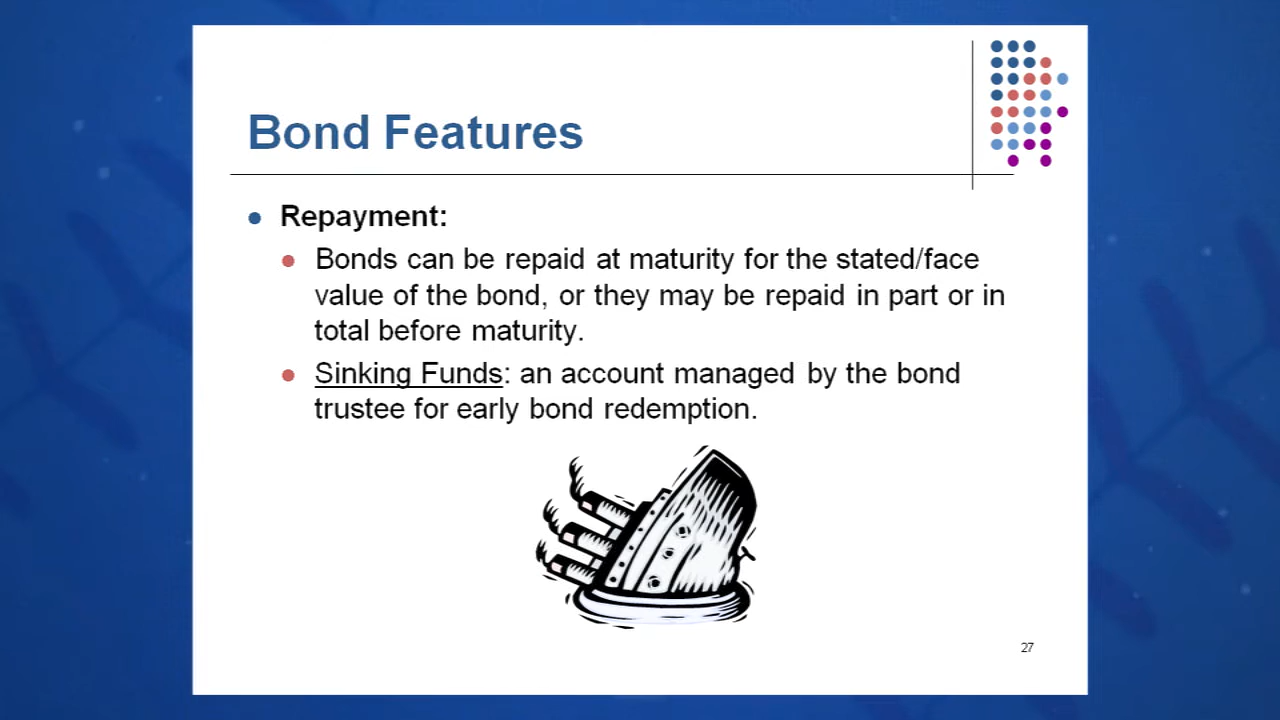 Bond Features
Repayment:
Bonds can be repaid at maturity for the stated/face
value of the bond, or they may be repaid in part or in
total before maturity.
Sinking Funds: an account managed by the bond
trustee for early bond redemption.
27